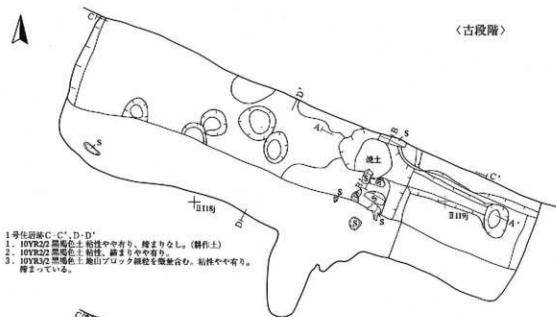 〈古段階〉
C'
D'
A
B
S
焼土
C'
S
S
B'
S
S
S
Ⅱ118j
D
Ⅱ119j
A'
1号住居跡C-C', D-D'
1. 10YR2/2 黒褐色土 粘性やや有り、締まりなし。(耕作土)
2. 10YR2/2 黒褐色土 粘性、締まりやや有り。
3. 10YR3/2 黒褐色土 地山ブロック細粒を微量含む。粘性やや有り。
締まっている。